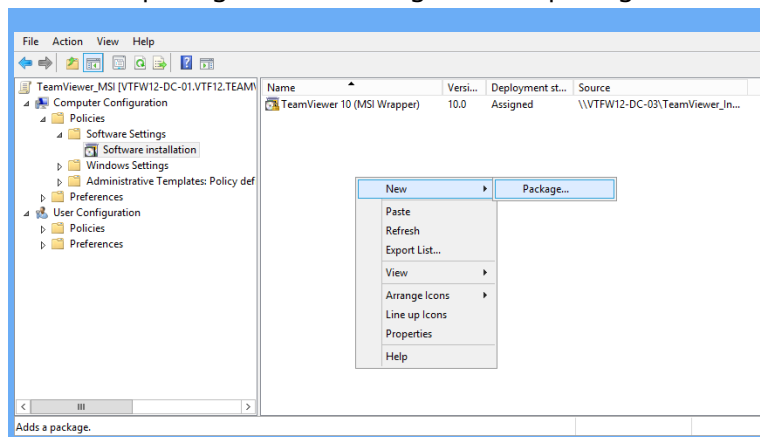 File Action View Help
TeamViewer_MSI [VTFW12-DC-01.VTF12.TEAMV
Computer Configuration
Policies
Software Settings
Software installation
Windows Settings
Administrative Templates: Policy def
Preferences
User Configuration
Policies
Preferences
Name Versi... Deployment st... Source
TeamViewer 10 (MSI Wrapper) 10.0 Assigned \\VTFW12-DC-03\TeamViewer_In...
New
Package...
Paste
Refresh
Export List...
View
Arrange Icons
Line up Icons
Properties
Help
Adds a package.